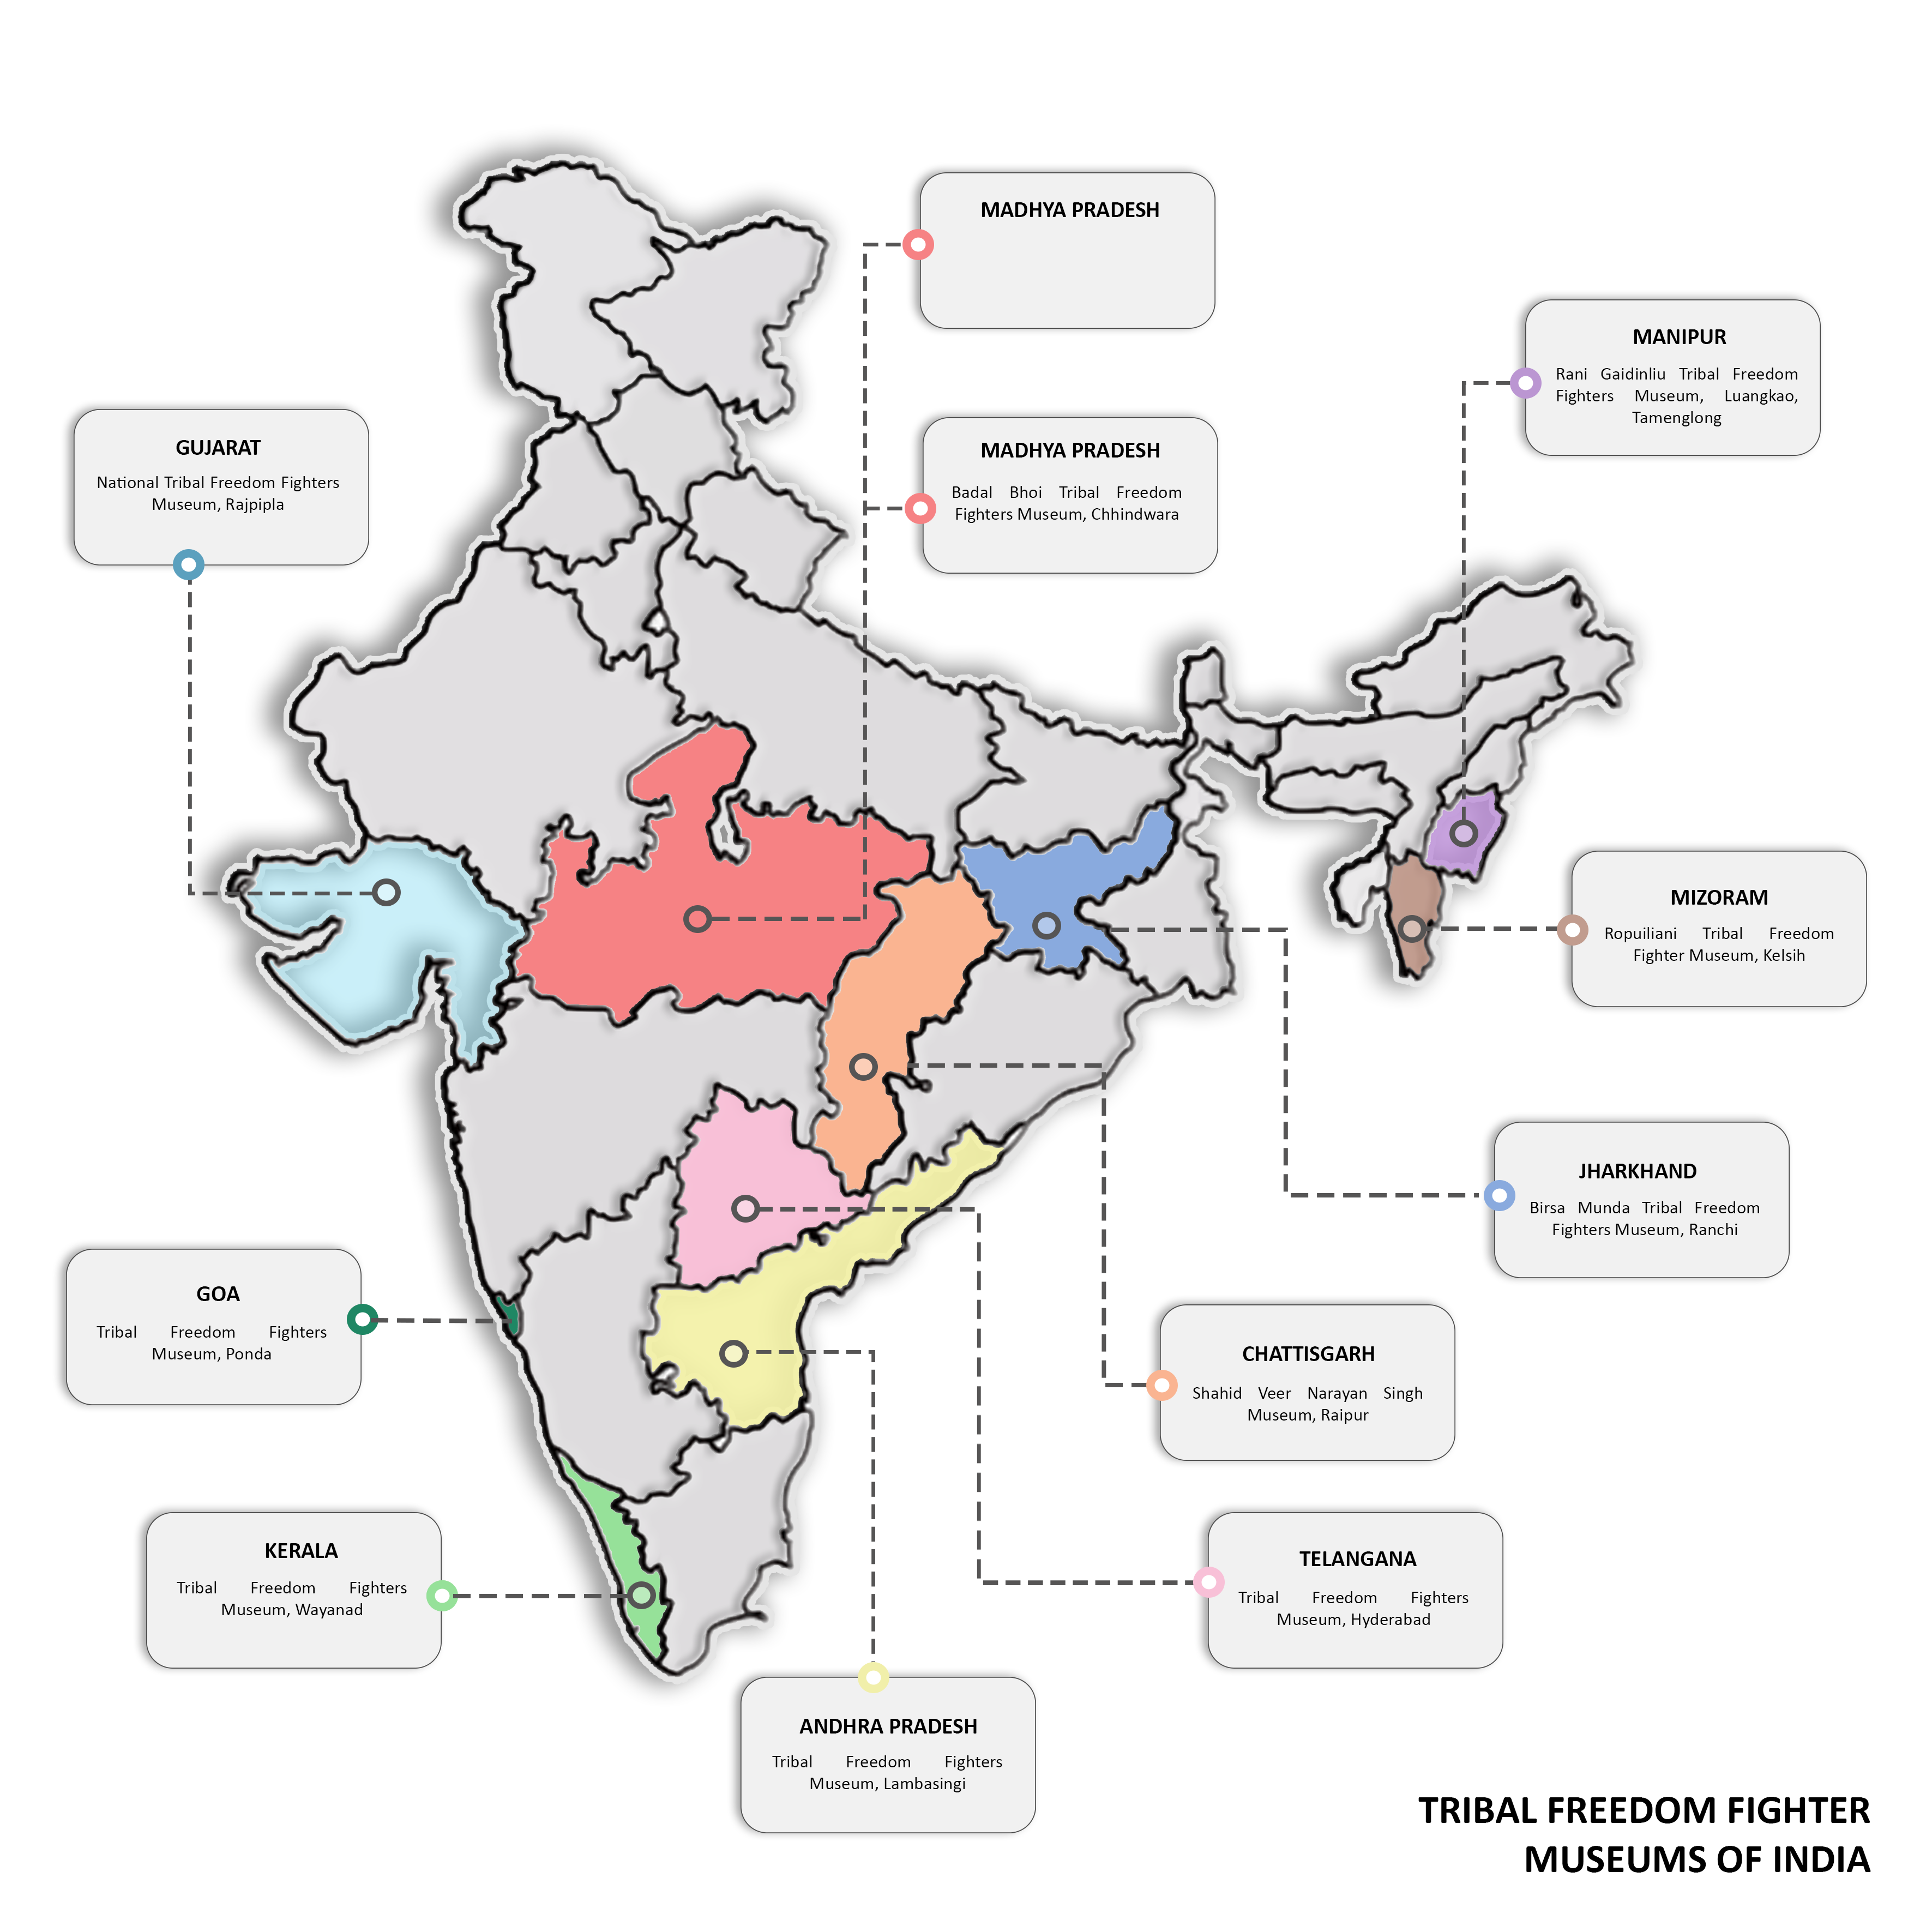 MADHYA PRADESH
MANIPUR
Rani Gaidinliu Tribal Freedom
Fighters Museum, Luangkao,
Tamenglong
GUJARAT
National Tribal Freedom Fighters
Museum, Rajpipla
MADHYA PRADESH
Badal Bhoi Tribal Freedom
Fighters Museum, Chhindwara
MIZORAM
Ropuiliani Tribal Freedom
Fighter Museum, Kelsih
JHARKHAND
Birsa Munda Tribal Freedom
Fighters Museum, Ranchi
GOA
Tribal Freedom Fighters
Museum, Ponda
CHATTISGARH
Shahid Veer Narayan Singh
Museum, Raipur
KERALA
Tribal Freedom Fighters
Museum, Wayanad
TELANGANA
Tribal Freedom Fighters
Museum, Hyderabad
ANDHRA PRADESH
Tribal Freedom Fighters
Museum, Lambasingi
TRIBAL FREEDOM FIGHTER
MUSEUMS OF INDIA